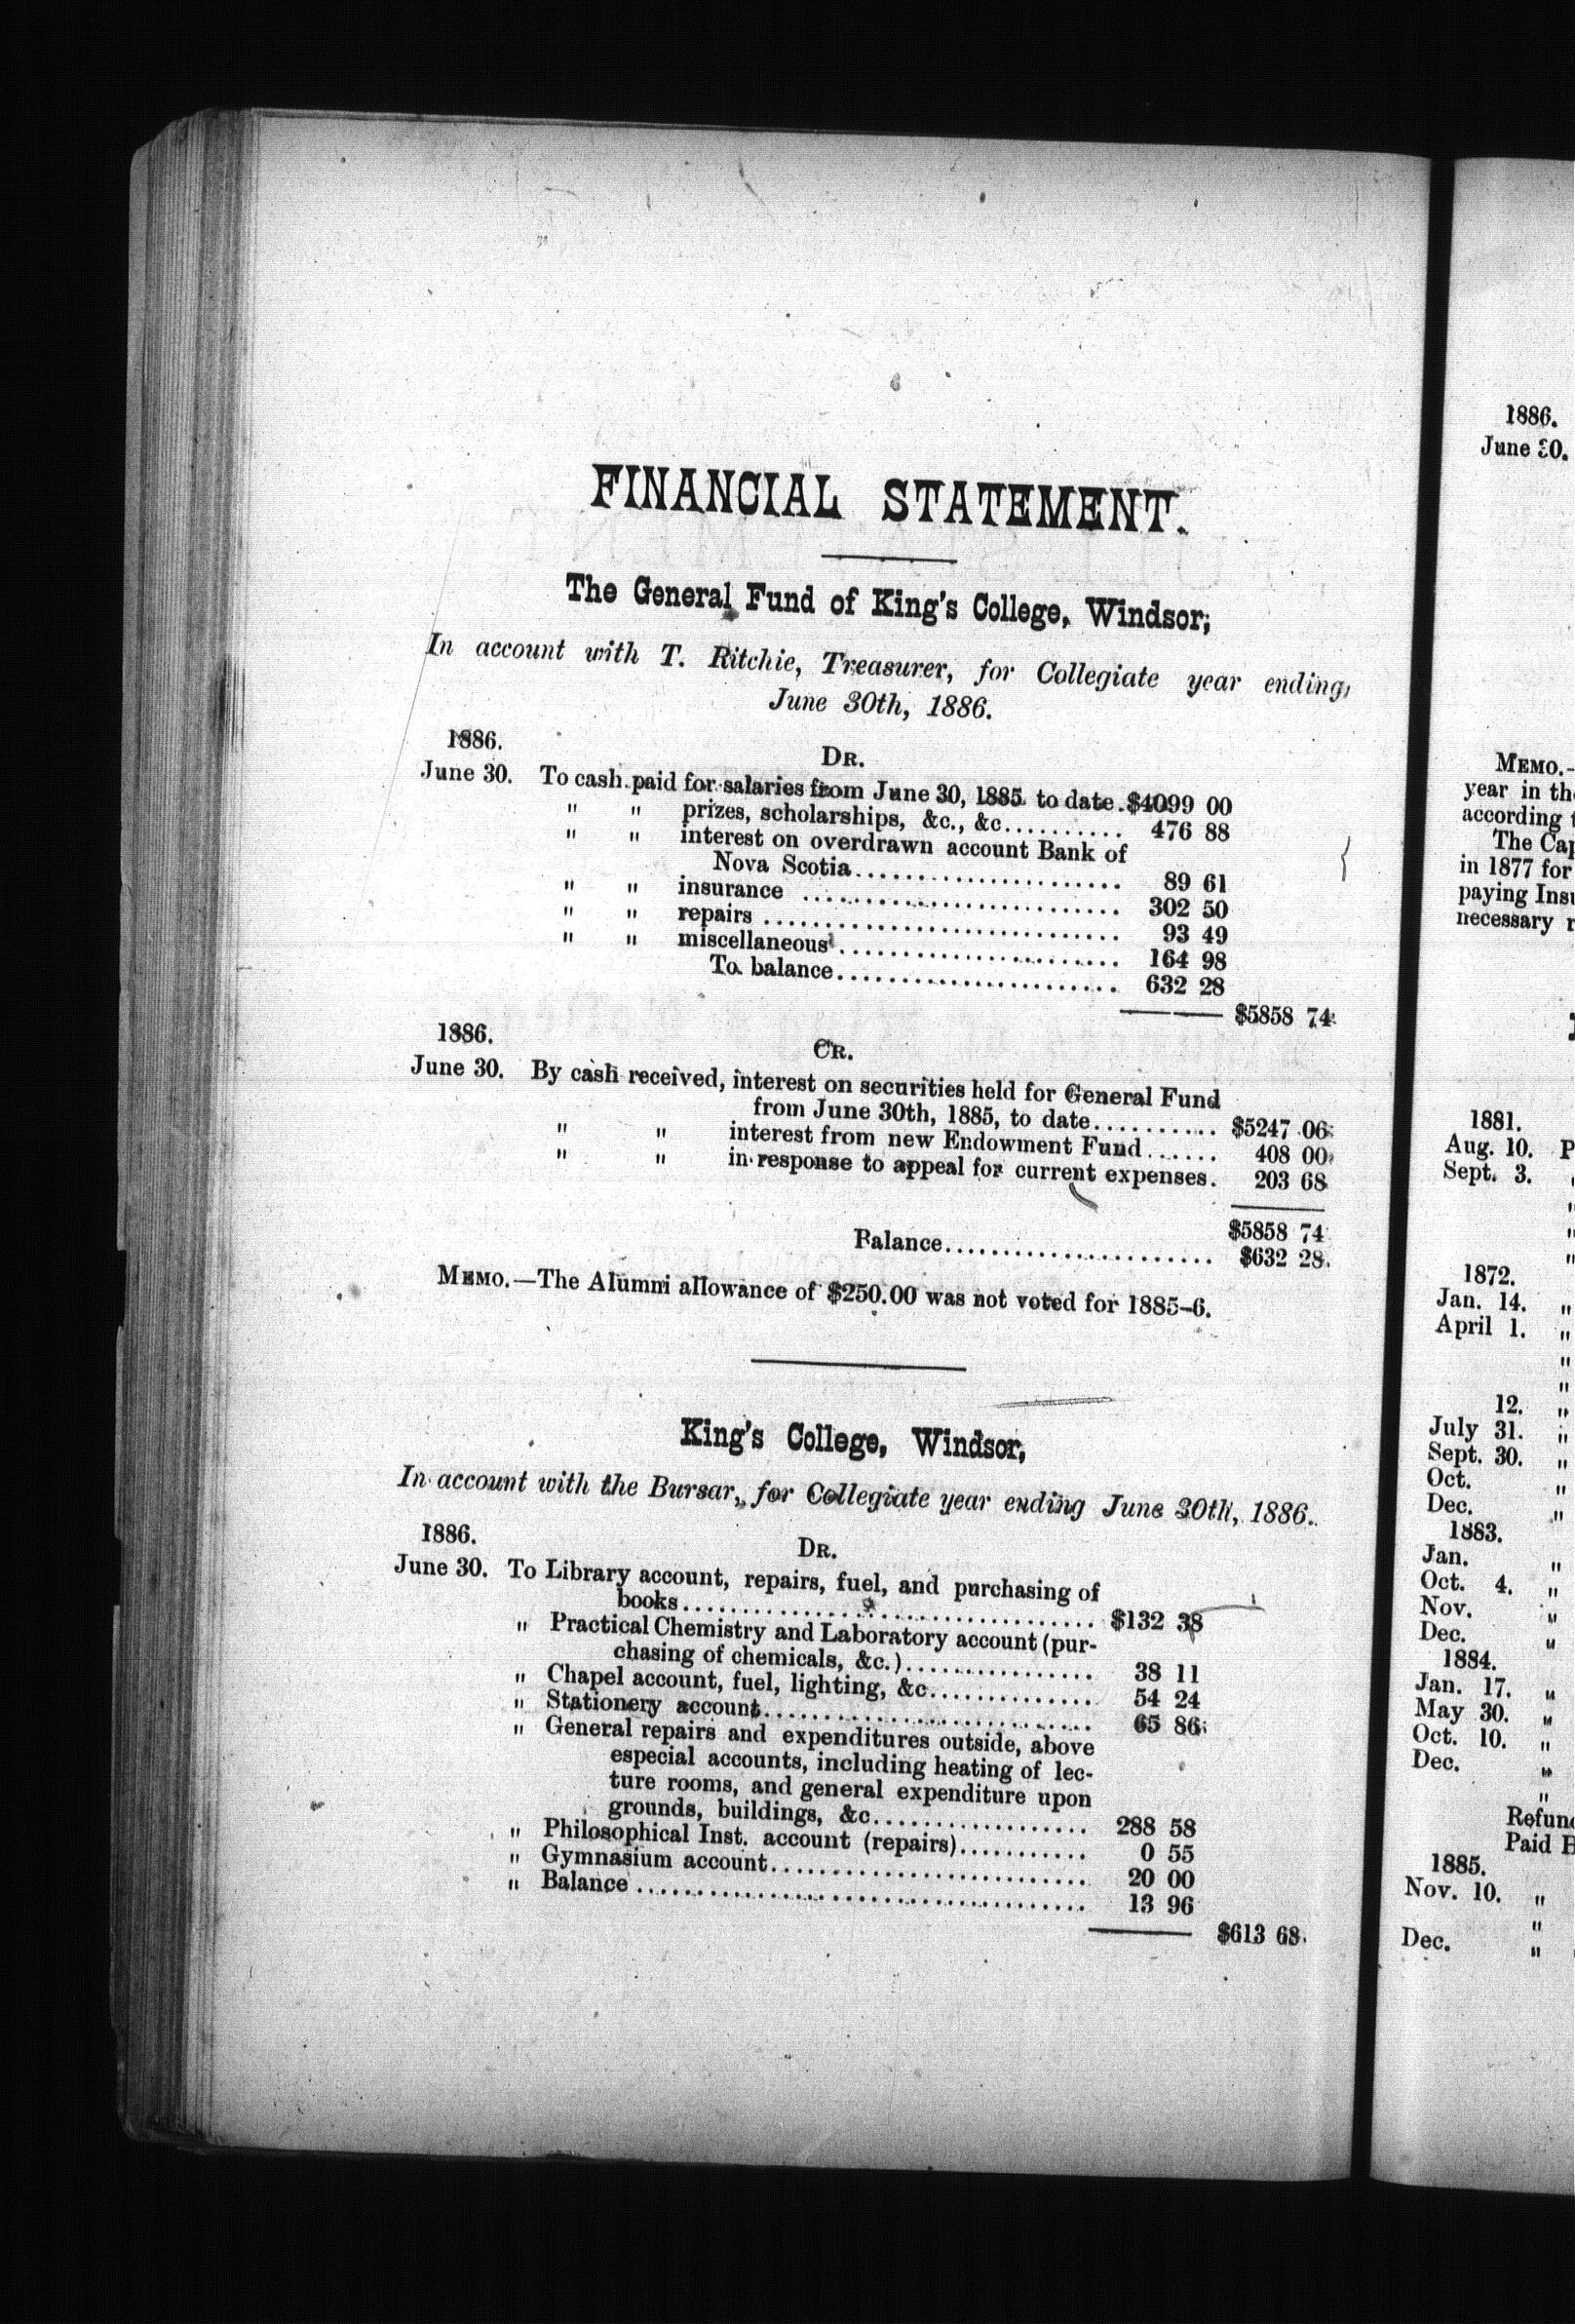 FINANCIAL STATEMENT.
The General Fund of King's College, Windsor;
In account with T. Ritchie, Treasurer, for Collegiate year ending,
June 30th, 1886.
1886.
DR.
June 30. To cash paid for salaries from June 30, 1885 to date. $4099 00
" " prizes, scholarships, &c., &c.......... 476 88
" " interest on overdrawn account Bank of
Nova Scotia....................... 89 61
" " insurance ........................... 302 50
" " repairs .............................. 93 49
" " miscellaneous ........................ 164 98
To balance........................ 632 28
$5858 74
1886.
CR.
June 30. By cash received, interest on securities held for General Fund
from June 30th, 1885, to date.......... $5247 06
" " interest from new Endowment Fund...... 408 00
" " in response to appeal for current expenses. 203 68
$5858 74
Balance....................... $632 28
MEMO.—The Alumni allowance of $250.00 was not voted for 1885-6.
King's College, Windsor,
In account with the Bursar, for Collegiate year ending June 30th, 1886.
1886.
DR.
June 30. To Library account, repairs, fuel, and purchasing of
books................................... $132 38
" Practical Chemistry and Laboratory account (pur-
chasing of chemicals, &c.)................ 38 11
" Chapel account, fuel, lighting, &c.............. 54 24
" Stationery account............................ 65 86
" General repairs and expenditures outside, above
especial accounts, including heating of lec-
ture rooms, and general expenditure upon
grounds, buildings, &c.................. 288 58
" Philosophical Inst. account (repairs)........... 0 55
" Gymnasium account........................... 20 00
" Balance ...................................... 13 96
$613 68
1886.
June 30.
MEMO.-
year in the
according
The Cap
in 1877 for
paying Insu
necessary r
1881.
Aug. 10. P
Sept. 3. "
"
"
"
1872.
Jan. 14. "
April 1. "
"
"
12. "
July 31. "
Sept. 30. "
Oct. "
Dec. "
1883.
Jan. "
Oct. 4. "
Nov. "
Dec. "
1884.
Jan. 17. "
May 30. "
Oct. 10. "
Dec. "
"
Refun
Paid
1885.
Nov. 10. "
"
Dec. "